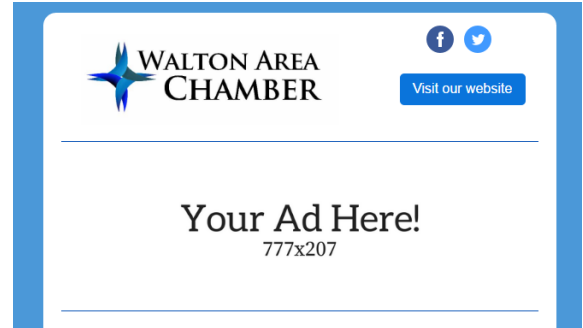 WALTON AREA
CHAMBER
Visit our website
Your Ad Here!
777x207